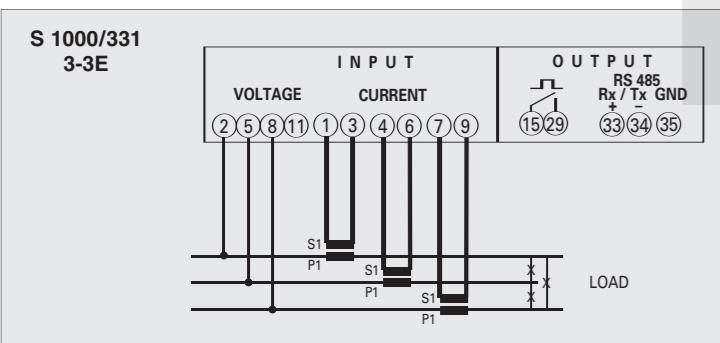 S 1000/331
3-3E
INPUT
OUTPUT
VOLTAGE
CURRENT
RS 485
Rx / Tx GND
+ −
2 5 8 11 1 3 4 6 7 9
15 29 33 34 35
S1
P1
S1
P1
S1
P1
X
X
X
LOAD